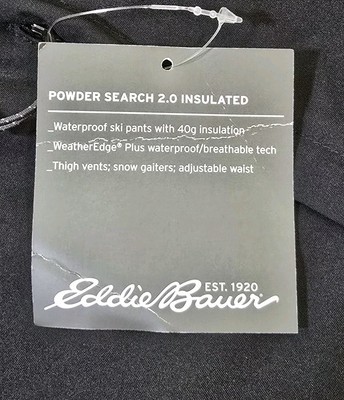 POWDER SEARCH 2.0 INSULATED
_Waterproof ski pants with 40g insulation
_WeatherEdge® Plus waterproof/breathable tech
_Thigh vents; snow gaiters; adjustable waist
EST. 1920
Eddie Bauer